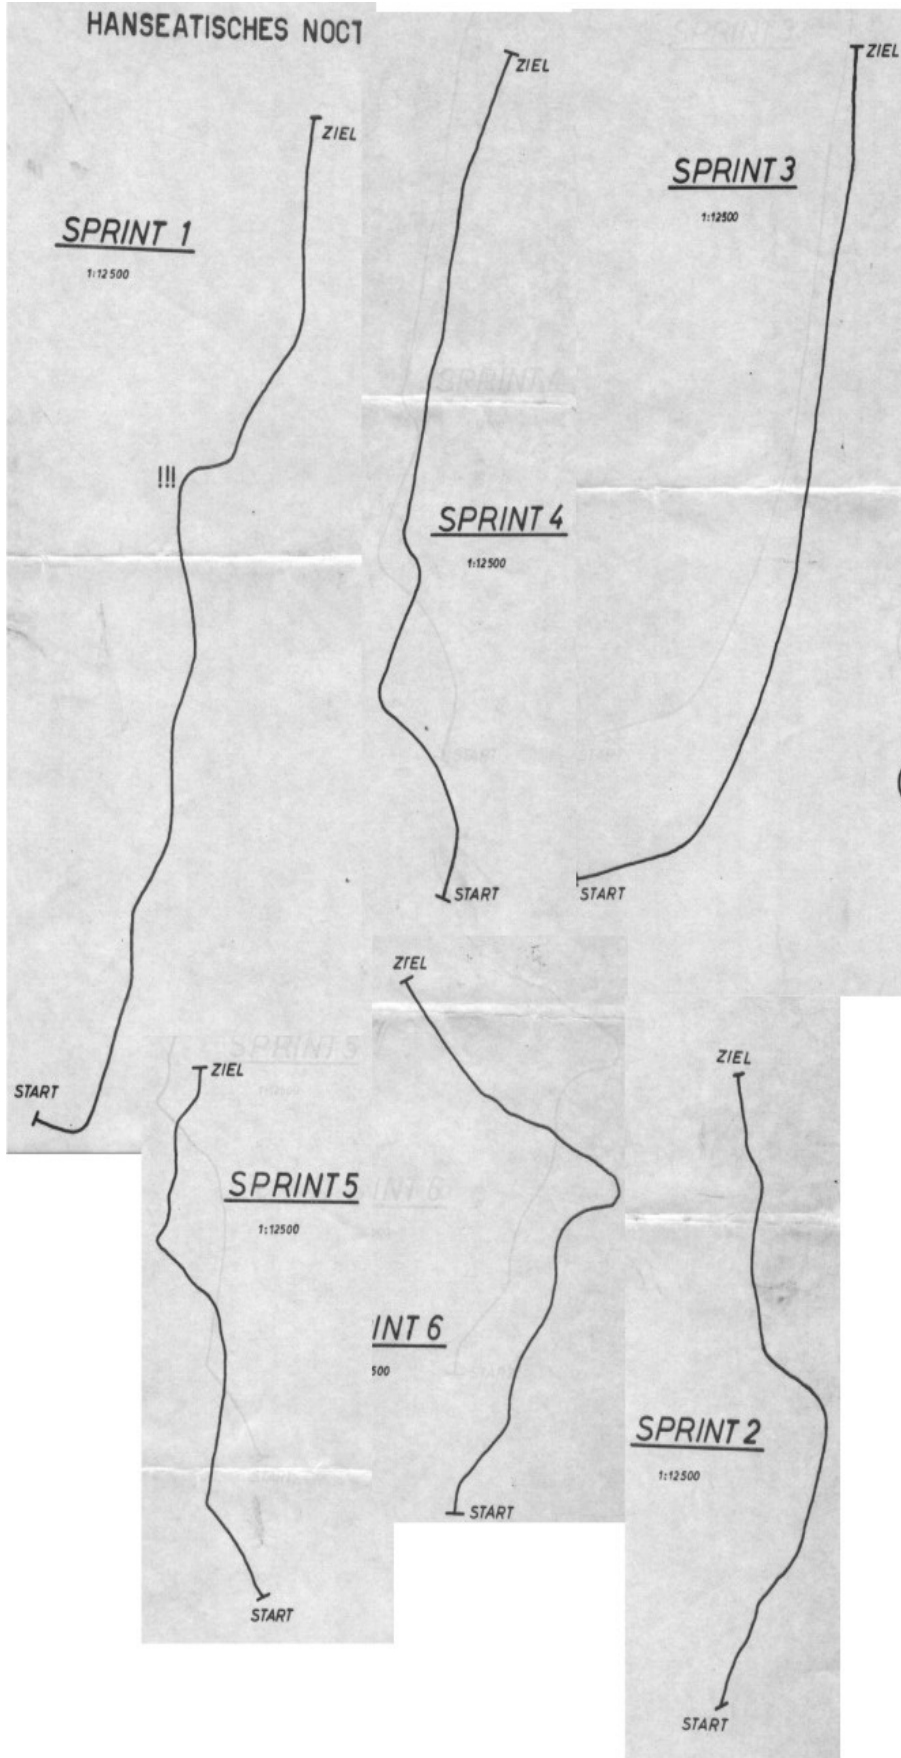 HANSEATISCHES NOCT
ZIEL
SPRINT 1
1:12500
!!!
START
ZIEL
SPRINT 4
1:12500
START
ZIEL
SPRINT 3
1:12500
START
ZIEL
SPRINT 5
1:12500
START
ZIEL
INT 6
500
START
ZIEL
SPRINT 2
1:12500
START